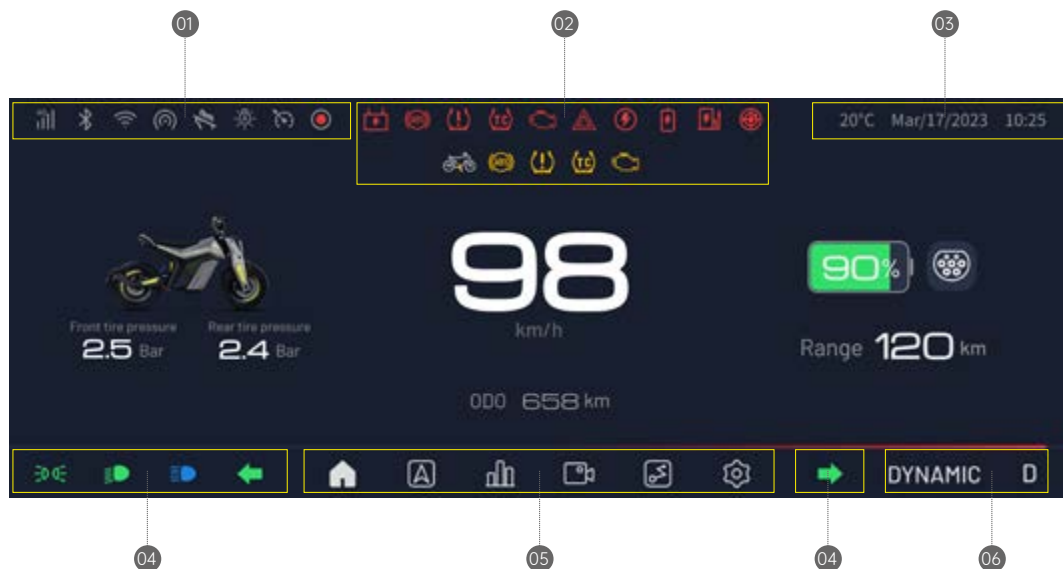 01 02 03
20°C Mar/17/2023 10:25
98
km/h
90%
Front tire pressure Rear tire pressure
2.5 Bar 2.4 Bar
Range 120 km
ODO 658 km
DYNAMIC D
04 05 04 06